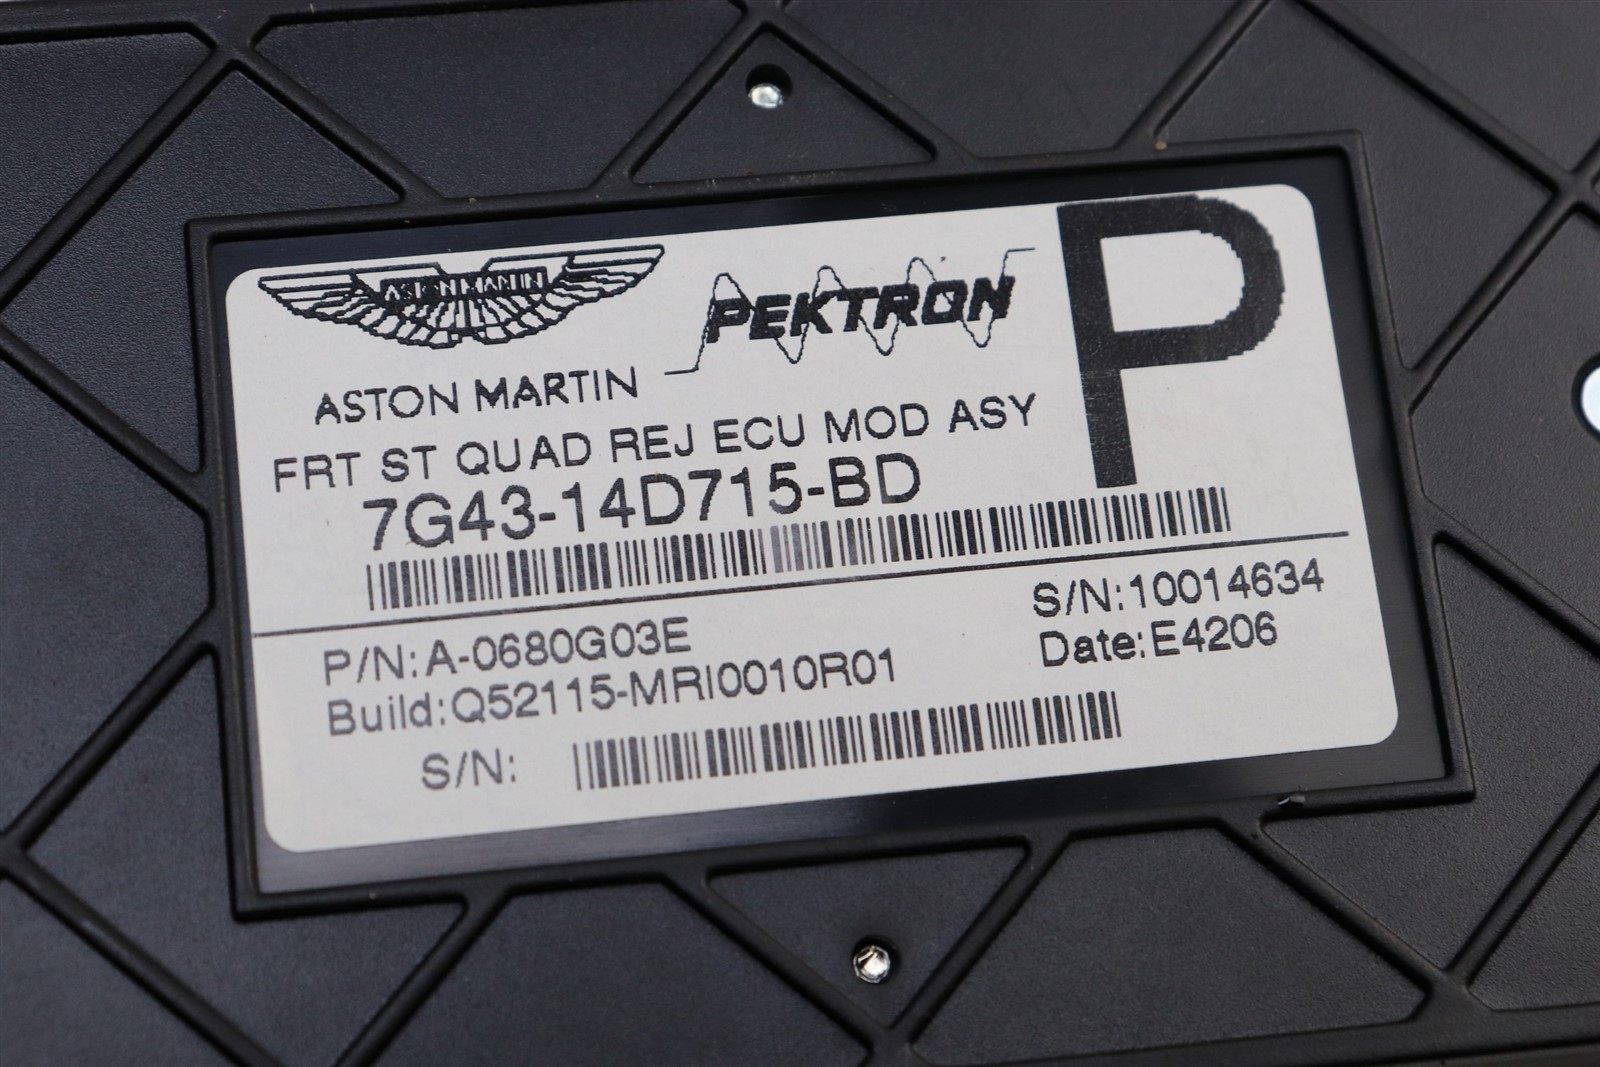 ASTON MARTIN
PEKTRON
P
ASTON MARTIN
FRT ST QUAD REJ ECU MOD ASY
7G43-14D715-BD
P/N:A-0680G03E
S/N:10014634
Build:Q52115-MRI0010R01
Date:E4206
S/N: